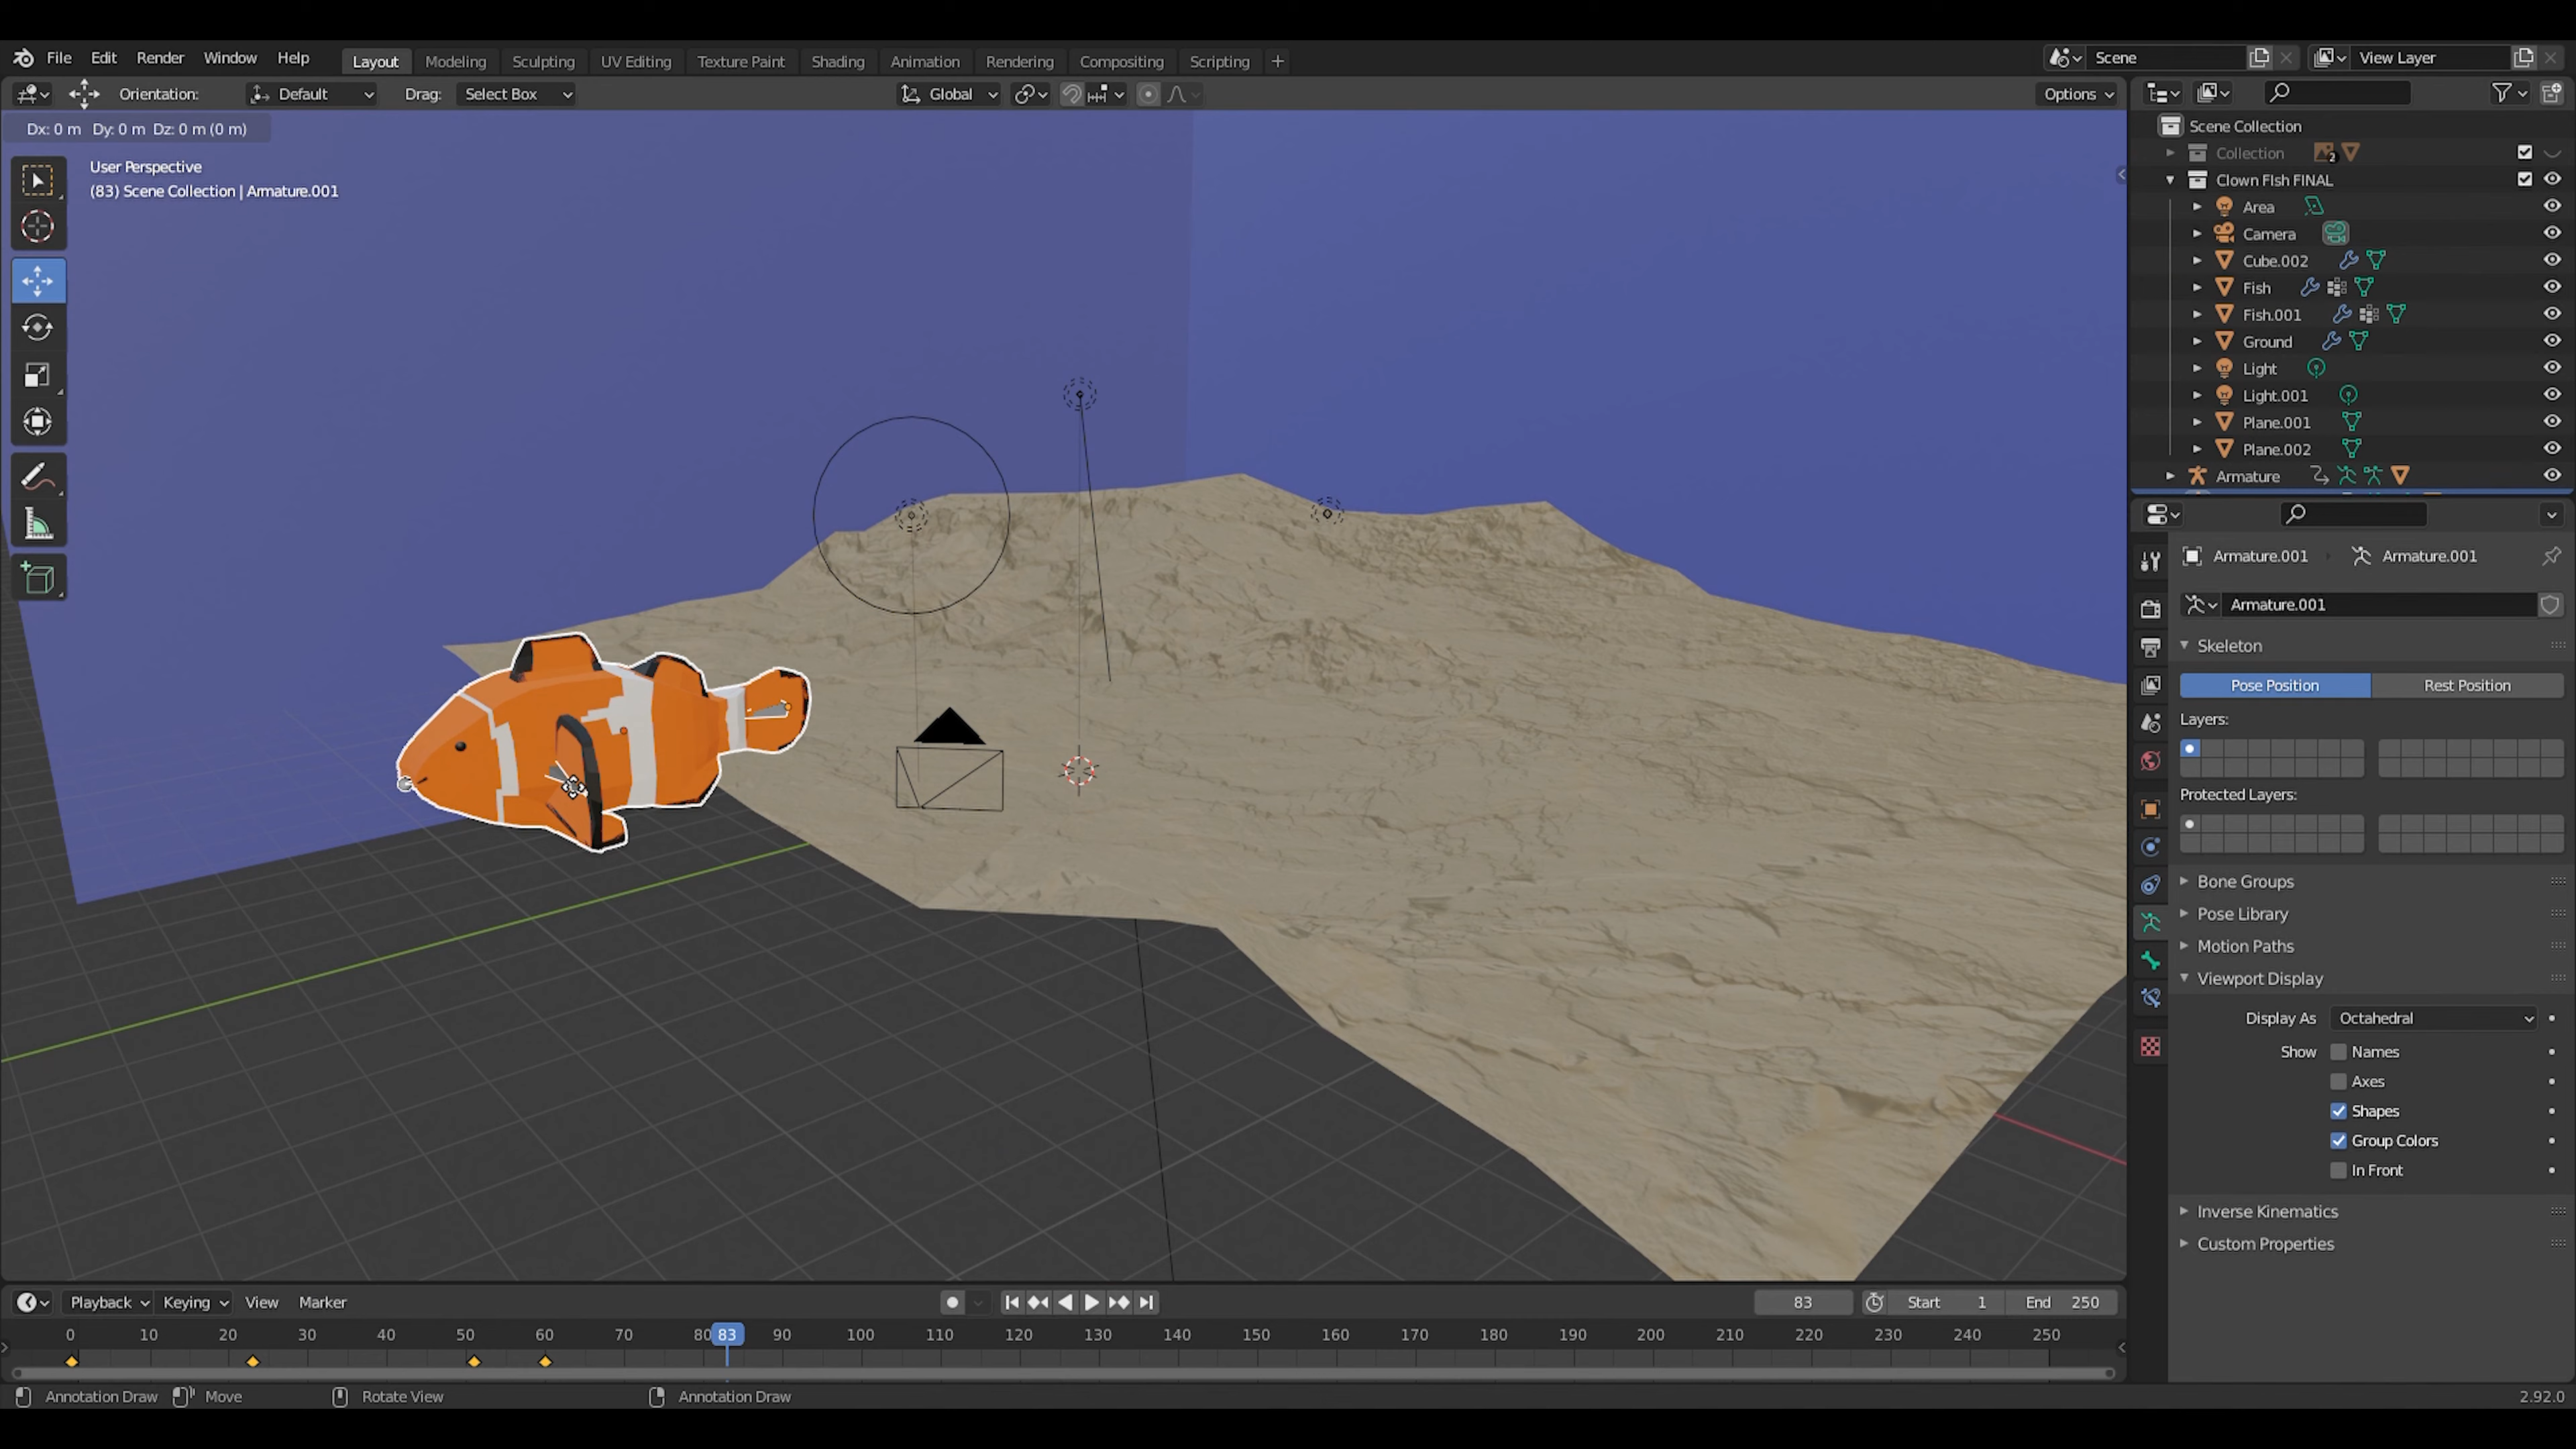 File Edit Render Window Help Layout Modeling Sculpting UV Editing Texture Paint Shading Animation Rendering Compositing Scripting + Scene View Layer
Orientation: Default Drag: Select Box Global Options
Dx: 0 m Dy: 0 m Dz: 0 m (0 m)
User Perspective
(83) Scene Collection | Armature.001
Scene Collection
Collection 2
Clown FIsh FINAL
Area
Camera
Cube.002
Fish
Fish.001
Ground
Light
Light.001
Plane.001
Plane.002
Armature
Armature.001 Armature.001
Armature.001
Skeleton
Pose Position Rest Position
Layers:
Protected Layers:
Bone Groups
Pose Library
Motion Paths
Viewport Display
Display As Octahedral
Show Names
Axes
Shapes
Group Colors
In Front
Inverse Kinematics
Custom Properties
Playback Keying View Marker 83 Start 1 End 250
0 10 20 30 40 50 60 70 80 83 90 100 110 120 130 140 150 160 170 180 190 200 210 220 230 240 250
Annotation Draw Move Rotate View Annotation Draw 2.92.0